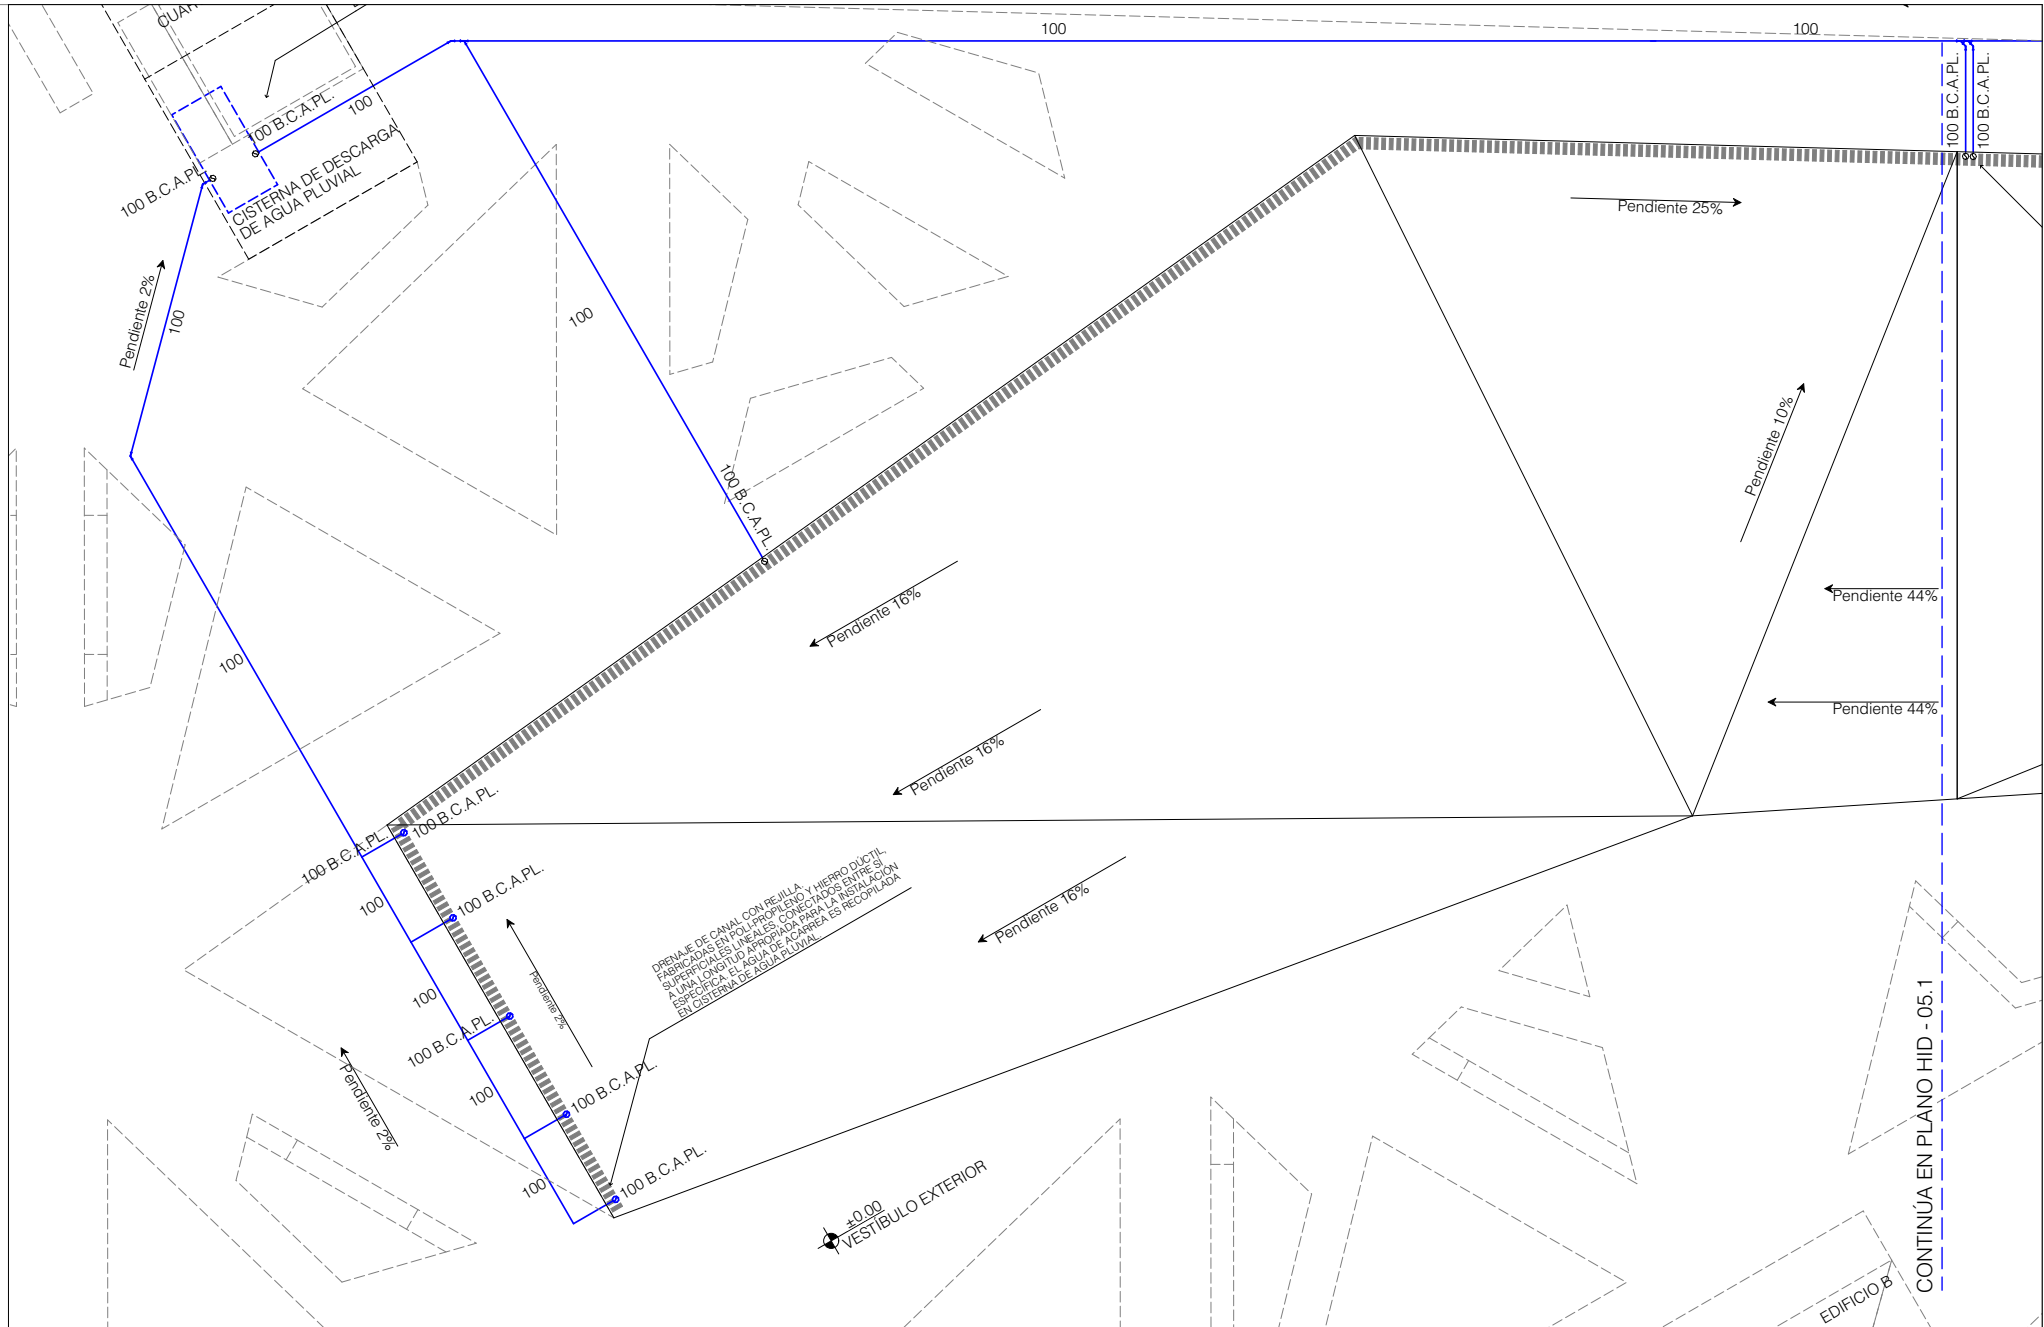 CUAR
100
100
100 B.C.A.PL.
100 B.C.A.PL.
100 B.C.A.PL.
100
CISTERNA DE DESCARGA
DE AGUA PLUVIAL
100 B.C.A.PL.
Pendiente 25%
Pendiente 2%
100
100
Pendiente 10%
100 B.C.A.PL.
Pendiente 16%
Pendiente 44%
100
Pendiente 44%
Pendiente 16%
100 B.C.A.PL.
100 B.C.A.PL.
100 B.C.A.PL.
100
DRENAJE DE CANAL CON REJILLA.
FABRICADAS EN POLI-PROPILENO Y HIERRO DÚCTIL,
SUPERFICIALES LINEALES, CONECTADOS ENTRE SÍ
A UNA LONGITUD APROPIADA PARA LA INSTALACIÓN
ESPECÍFICA. EL AGUA DE ACARREA ES RECOPILADA
EN CISTERNA DE AGUA PLUVIAL.
Pendiente 16%
100
Pendiente 2%
100 B.C.A.PL.
Pendiente 2%
100
100 B.C.A.PL.
100
100 B.C.A.PL.
±0.00
VESTÍBULO EXTERIOR
CONTINÚA EN PLANO HID - 05.1
EDIFICIO B